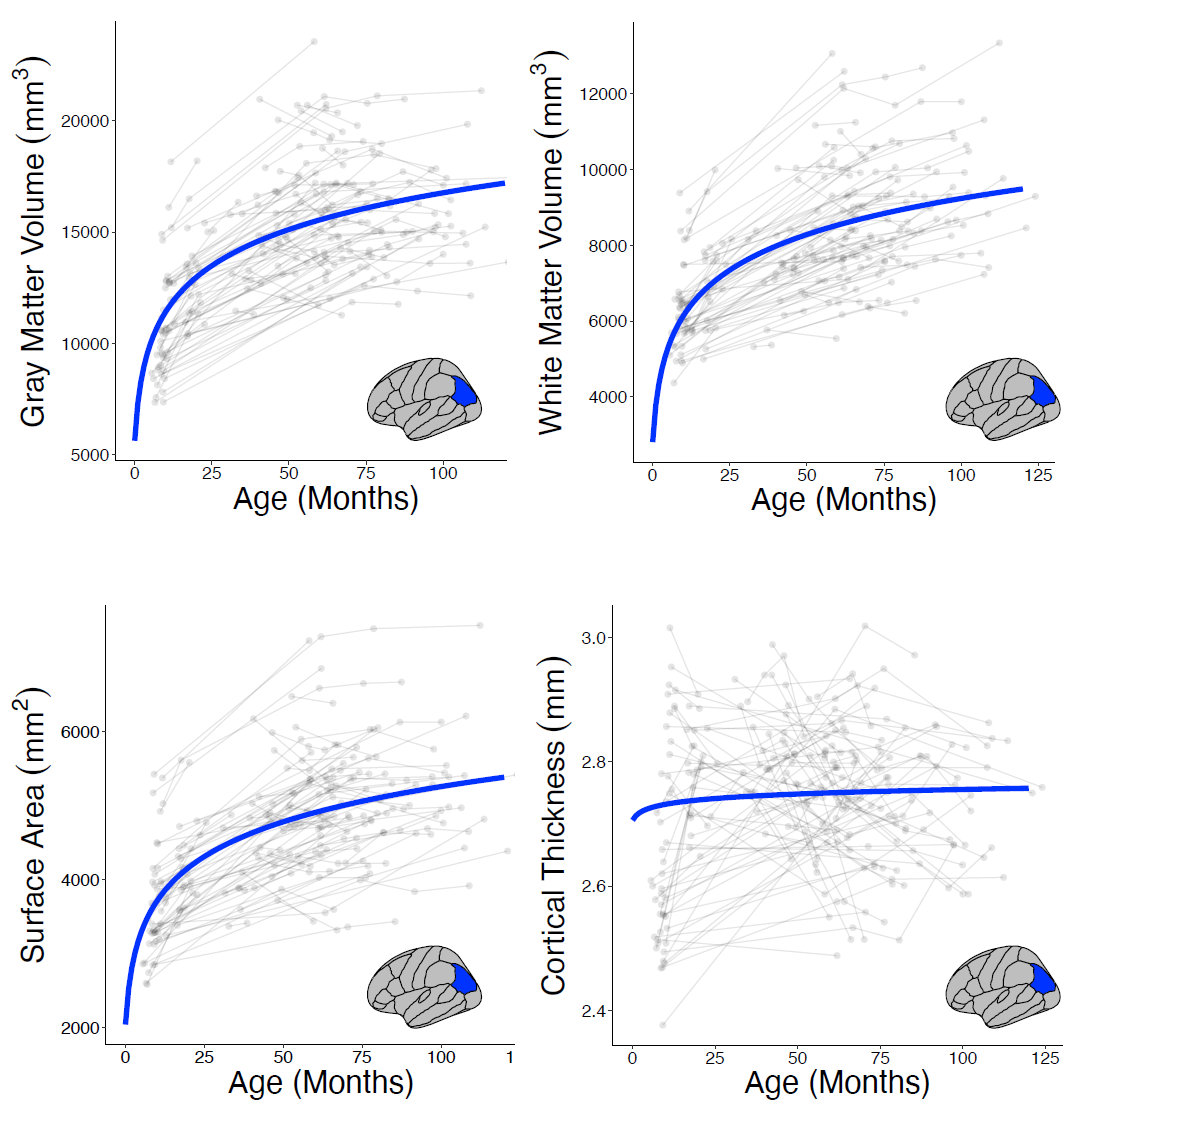 Gray Matter Volume (mm³)
20000
15000
10000
5000
0 25 50 75 100
Age (Months)
White Matter Volume (mm³)
12000
10000
8000
6000
4000
0 25 50 75 100 125
Age (Months)
Surface Area (mm²)
6000
4000
3000
2000
0 25 50 75 100 1
Age (Months)
Cortical Thickness (mm)
3.0
2.8
2.6
2.4
0 25 50 75 100 125
Age (Months)